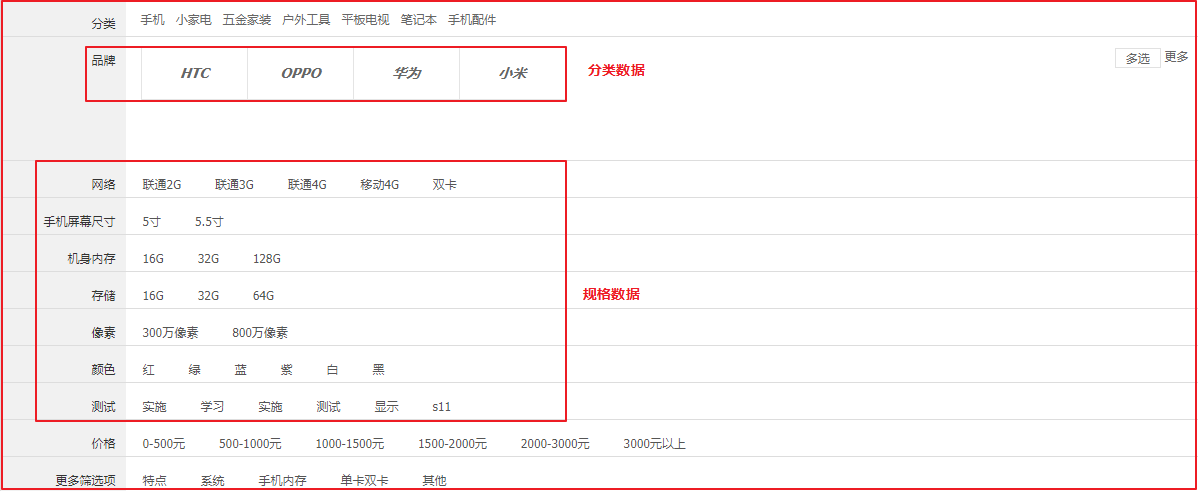 分类 手机 小家电 五金家装 户外工具 平板电视 笔记本 手机配件
品牌 HTC OPPO 华为 小米 分类数据 多选 更多
网络 联通2G 联通3G 联通4G 移动4G 双卡
手机屏幕尺寸 5寸 5.5寸
机身内存 16G 32G 128G
存储 16G 32G 64G 规格数据
像素 300万像素 800万像素
颜色 红 绿 蓝 紫 白 黑
测试 实施 学习 实施 测试 显示 s11
价格 0-500元 500-1000元 1000-1500元 1500-2000元 2000-3000元 3000元以上
更多筛选项 特点 系统 手机内存 单卡双卡 其他